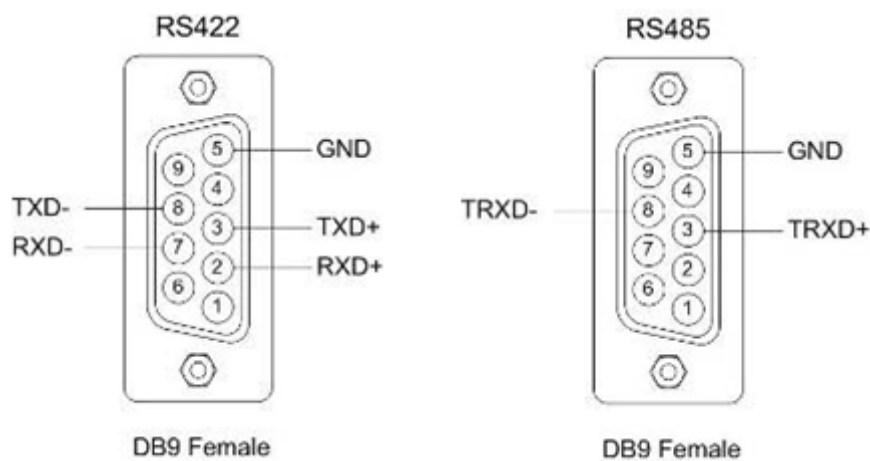 RS422
5
GND
9
4
TXD-
8
3
TXD+
RXD-
7
2
RXD+
6
1
DB9 Female
RS485
5
GND
9
4
TRXD-
8
3
TRXD+
7
2
6
1
DB9 Female